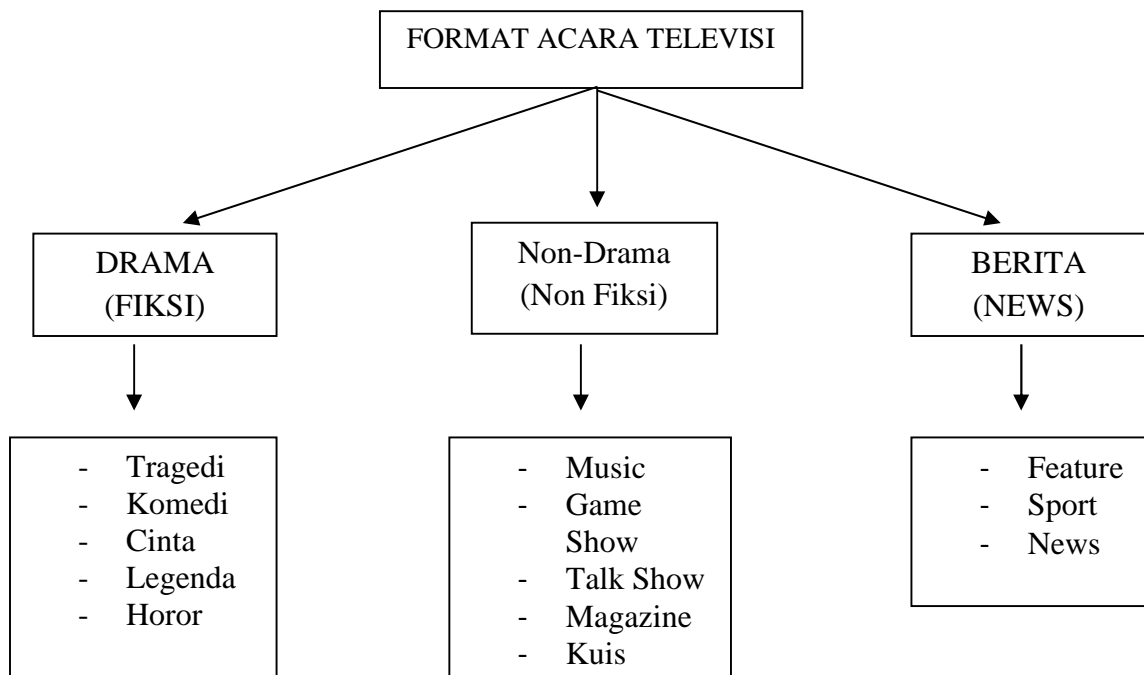 FORMAT ACARA TELEVISI
DRAMA
(FIKSI)
Non-Drama
(Non Fiksi)
BERITA
(NEWS)
- Tragedi
- Komedi
- Cinta
- Legenda
- Horor
- Music
- Game
Show
- Talk Show
- Magazine
- Kuis
- Feature
- Sport
- News